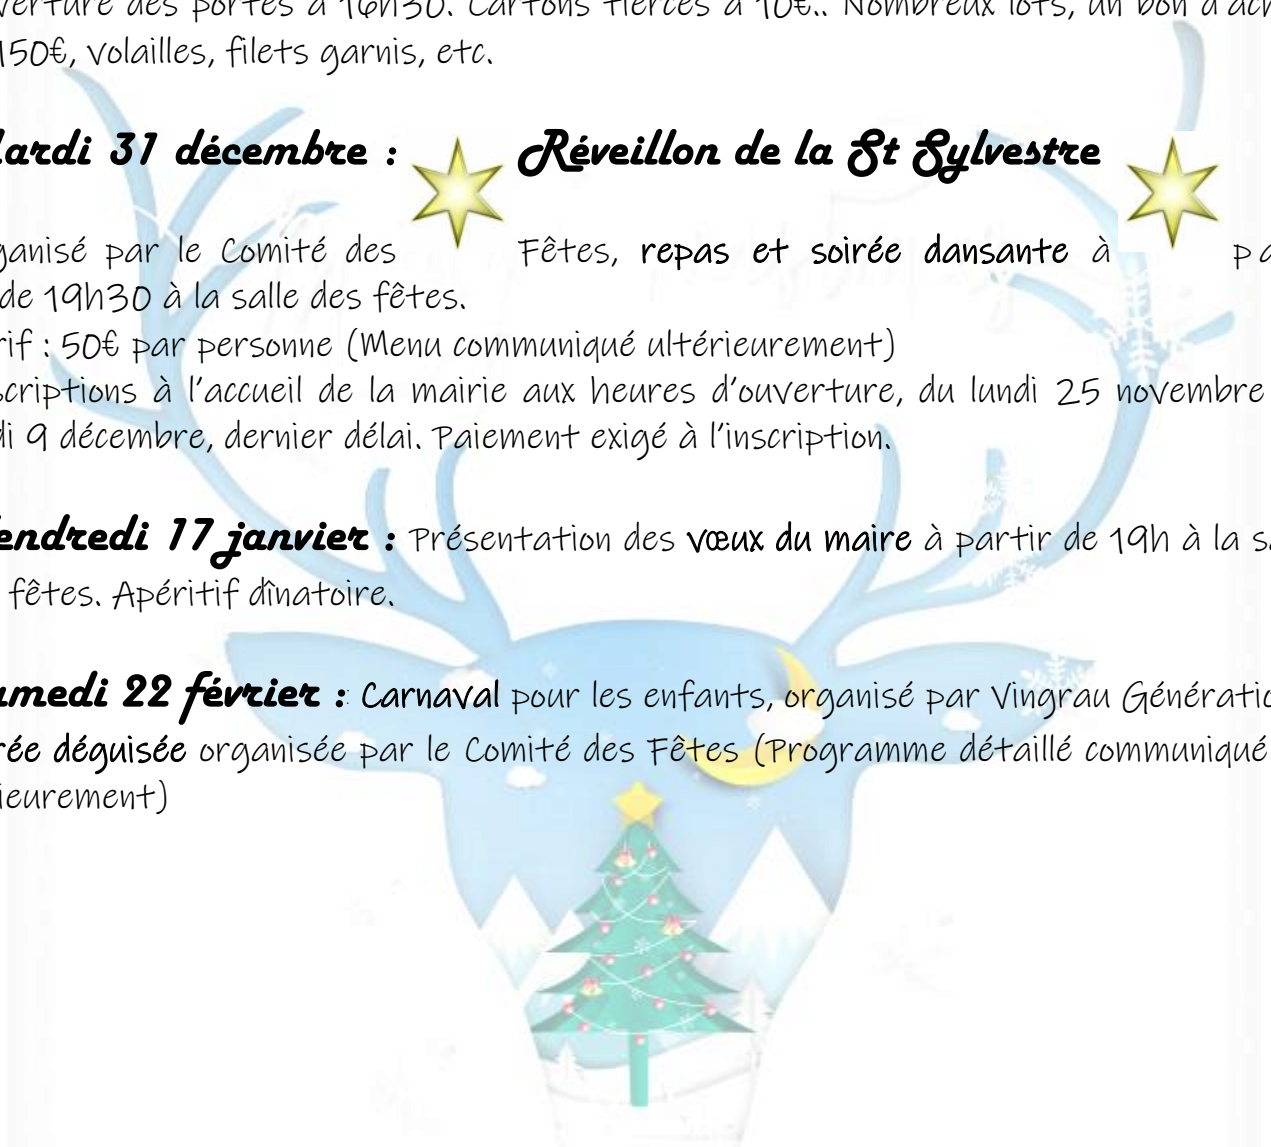 verture des portes à 16h30. Cartons tiercés à 10€.. Nombreux lots, un bon d'ach
150€, volailles, filets garnis, etc.
ardi 31 décembre : Réveillon de la St Sylvestre
ganisé par le Comité des Fêtes, repas et soirée dansante à pa
de 19h30 à la salle des fêtes.
rif : 50€ par personne (Menu communiqué ultérieurement)
scriptions à l'accueil de la mairie aux heures d'ouverture, du lundi 25 novembre
di 9 décembre, dernier délai. Paiement exigé à l'inscription.
endredi 17 janvier : Présentation des vœux du maire à partir de 19h à la sa
fêtes. Apéritif dînatoire.
medi 22 février : Carnaval pour les enfants, organisé par Vingrau Génératio
rée déguisée organisée par le Comité des Fêtes (Programme détaillé communiqué
ieurement)